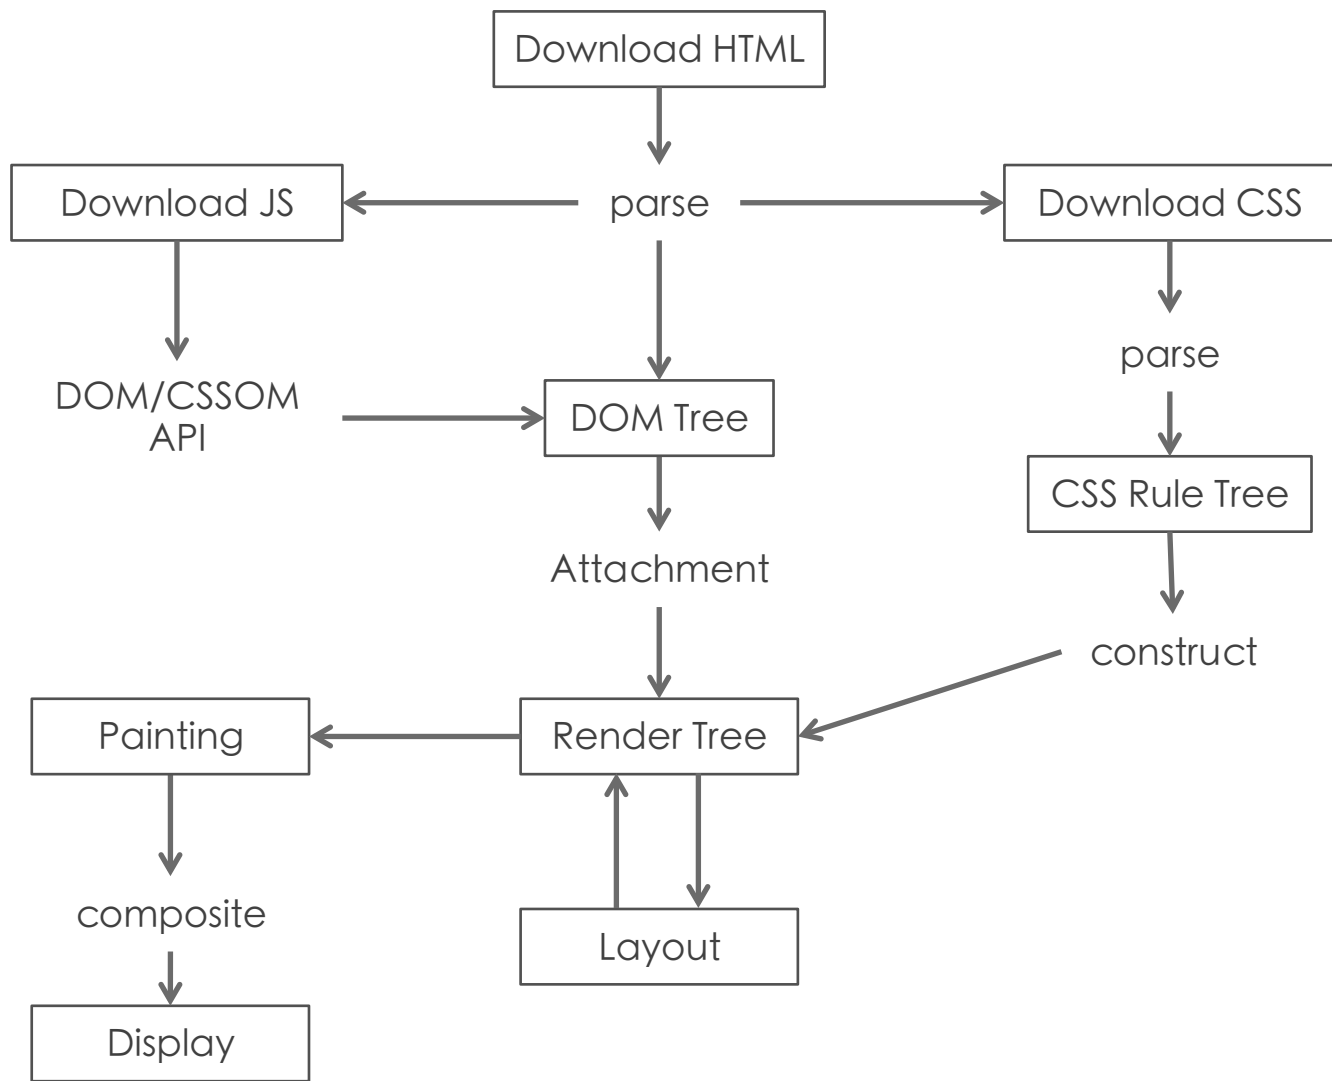 Download HTML
Download JS
parse
Download CSS
parse
DOM/CSSOM
API
DOM Tree
CSS Rule Tree
Attachment
construct
Painting
Render Tree
composite
Layout
Display